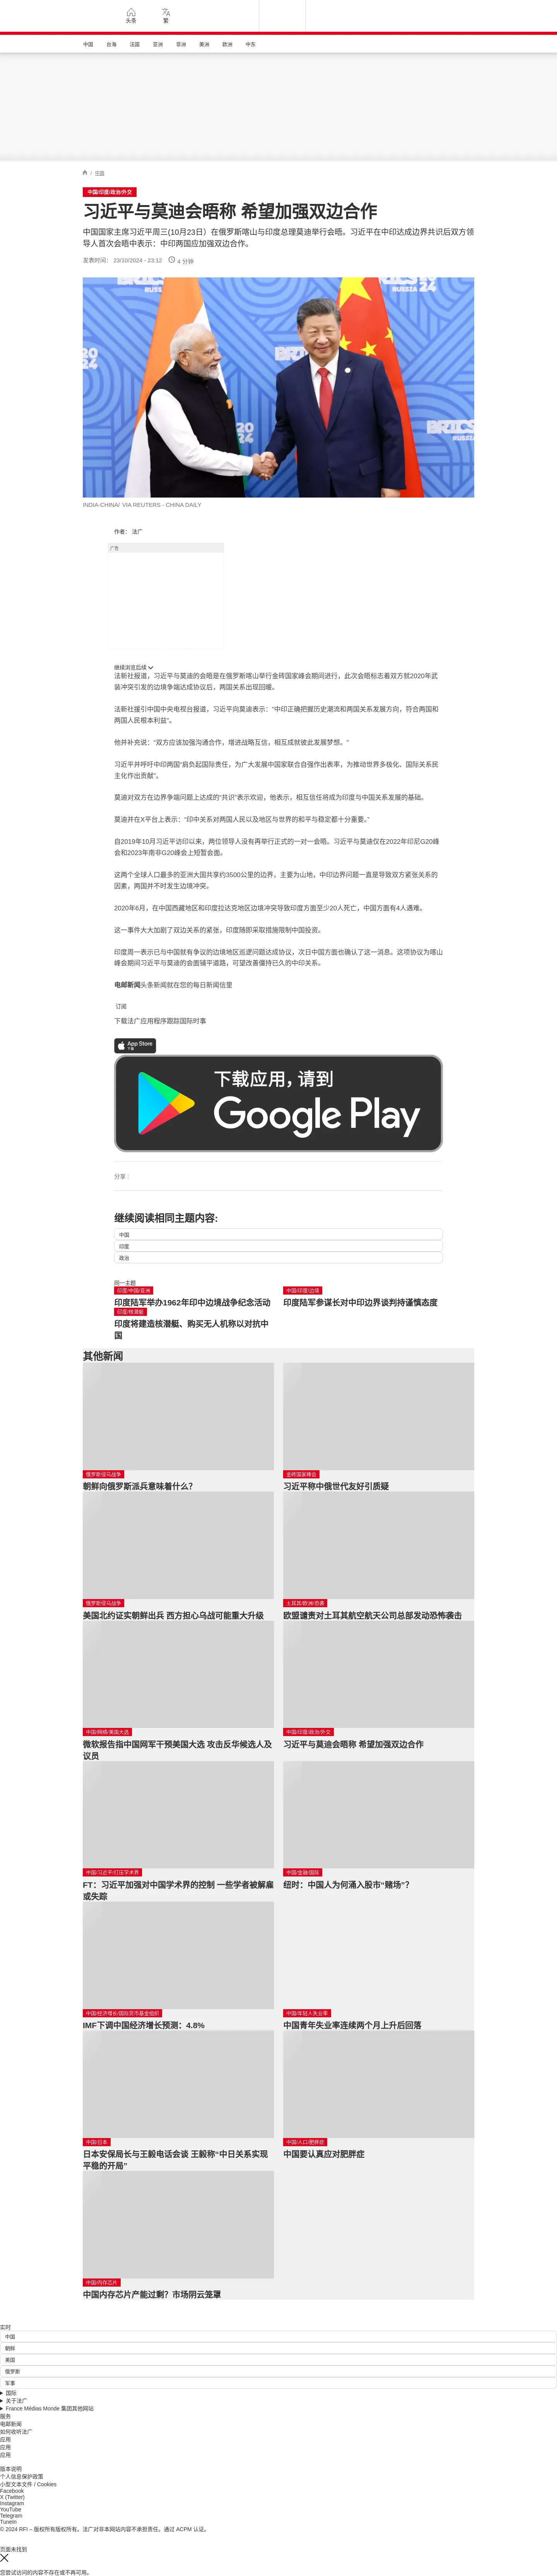 头条
繁
中国
台海
法国
亚洲
非洲
美洲
欧洲
中东
/ 中国
中国/印度/政治/外交
习近平与莫迪会晤称 希望加强双边合作
中国国家主席习近平周三(10月23日）在俄罗斯喀山与印度总理莫迪举行会晤。习近平在中印达成边界共识后双方领
导人首次会晤中表示：中印两国应加强双边合作。
发表时间： 23/10/2024 - 23:12 4 分钟
BRICS
INDIA-CHINA/ VIA REUTERS - CHINA DAILY
作者： 法广
广告
继续浏览后续
法新社报道，习近平与莫迪的会晤是在俄罗斯喀山举行金砖国家峰会期间进行，此次会晤标志着双方就2020年武
装冲突引发的边境争端达成协议后，两国关系出现回暖。
法新社援引中国中央电视台报道，习近平向莫迪表示：“中印正确把握历史潮流和两国关系发展方向，符合两国和
两国人民根本利益”。
他并补充说：“双方应该加强沟通合作，增进战略互信，相互成就彼此发展梦想。”
习近平并呼吁中印两国“肩负起国际责任，为广大发展中国家联合自强作出表率，为推动世界多极化、国际关系民
主化作出贡献”。
莫迪对双方在边界争端问题上达成的“共识”表示欢迎，他表示，相互信任将成为印度与中国关系发展的基础。
莫迪并在X平台上表示：“印中关系对两国人民以及地区与世界的和平与稳定都十分重要。”
自2019年10月习近平访印以来，两位领导人没有再举行正式的一对一会晤。习近平与莫迪仅在2022年印尼G20峰
会和2023年南非G20峰会上短暂会面。
这两个全球人口最多的亚洲大国共享约3500公里的边界，主要为山地，中印边界问题一直是导致双方紧张关系的
因素，两国并不时发生边境冲突。
2020年6月，在中国西藏地区和印度拉达克地区边境冲突导致印度方面至少20人死亡，中国方面有4人遇难。
这一事件大大加剧了双边关系的紧张，印度随即采取措施限制中国投资。
印度周一表示已与中国就有争议的边境地区巡逻问题达成协议，次日中国方面也确认了这一消息。这项协议为喀山
峰会期间习近平与莫迪的会面铺平道路，可望改善僵持已久的中印关系。
电邮新闻头条新闻就在您的每日新闻信里
订阅
下载法广应用程序跟踪国际时事
App Store
下载
下载应用，请到
Google Play
分享 :
继续阅读相同主题内容:
中国
印度
政治
同一主题
印度/中国/亚洲
印度陆军举办1962年印中边境战争纪念活动
中国/印度/边境
印度陆军参谋长对中印边界谈判持谨慎态度
印度/核潜艇
印度将建造核潜艇、购买无人机称以对抗中
国
其他新闻
俄罗斯侵乌战争
朝鲜向俄罗斯派兵意味着什么？
金砖国家峰会
习近平称中俄世代友好引质疑
俄罗斯侵乌战争
美国北约证实朝鲜出兵 西方担心乌战可能重大升级
土耳其/欧洲/恐袭
欧盟谴责对土耳其航空航天公司总部发动恐怖袭击
中国/网络/美国大选
微软报告指中国网军干预美国大选 攻击反华候选人及
议员
中国/印度/政治/外交
习近平与莫迪会晤称 希望加强双边合作
中国/习近平/打压学术界
FT：习近平加强对中国学术界的控制 一些学者被解雇
或失踪
中国/金融/国际
纽时：中国人为何涌入股市“赌场”？
中国/经济增长/国际货币基金组织
IMF下调中国经济增长预测：4.8%
中国/年轻人失业率
中国青年失业率连续两个月上升后回落
中国/日本
日本安保局长与王毅电话会谈 王毅称“中日关系实现
平稳的开局”
中国/人口/肥胖症
中国要认真应对肥胖症
中国/内存芯片
中国内存芯片产能过剩？市场阴云笼罩
实时
中国
朝鲜
美国
俄罗斯
军事
国际
关于法广
France Médias Monde 集团其他网站
服务
电邮新闻
如何收听法广
应用
应用
应用
版本说明
个人信息保护政策
小型文本文件 / Cookies
Facebook
X (Twitter)
Instagram
YouTube
Telegram
TuneIn
© 2024 RFI – 版权所有版权所有。法广对非本网站内容不承担责任。通过 ACPM 认证。
页面未找到
您尝试访问的内容不存在或不再可用。